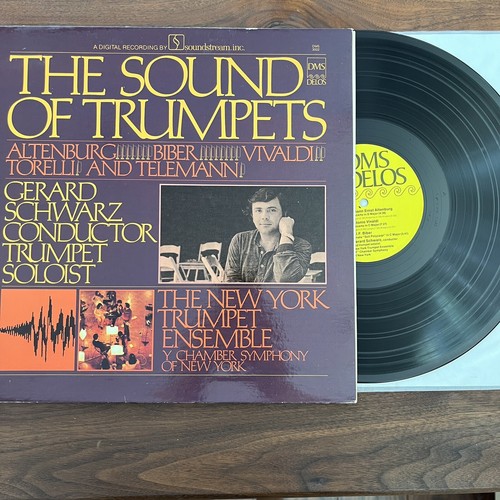 A DIGITAL RECORDING BY S soundstream, inc.
DMS
DELOS
THE SOUND
OF TRUMPETS
ALTENBURG BIBER VIVALDI
TORELLI AND TELEMANN
GERARD
SCHWARZ
CONDUCTOR
TRUMPET
SOLOIST
THE NEW YORK
TRUMPET
ENSEMBLE
Y CHAMBER SYMPHONY
OF NEW YORK
DMS
DELOS